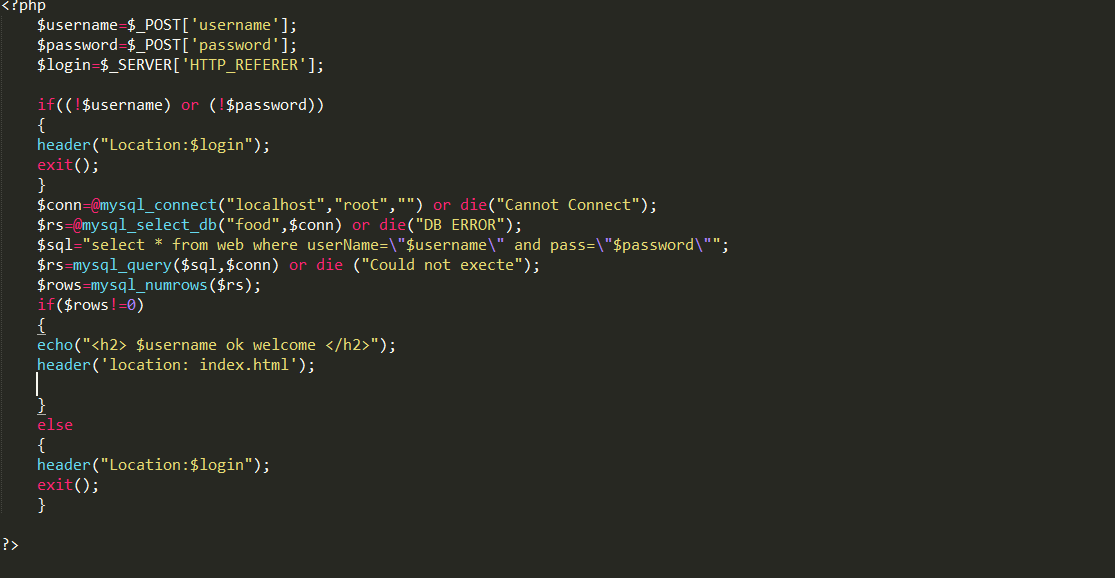 <?php
$username=$_POST['username'];
$password=$_POST['password'];
$login=$_SERVER['HTTP_REFERER'];
if((!$username) or (!$password))
{
header("Location:$login");
exit();
}
$conn=@mysql_connect("localhost","root","") or die("Cannot Connect");
$rs=@mysql_select_db("food",$conn) or die("DB ERROR");
$sql="select * from web where userName=\"$username\" and pass=\"$password\"";
$rs=mysql_query($sql,$conn) or die ("Could not execte");
$rows=mysql_numrows($rs);
if($rows!=0)
{
echo("<h2> $username ok welcome </h2>");
header('location: index.html');
}
else
{
header("Location:$login");
exit();
}
?>